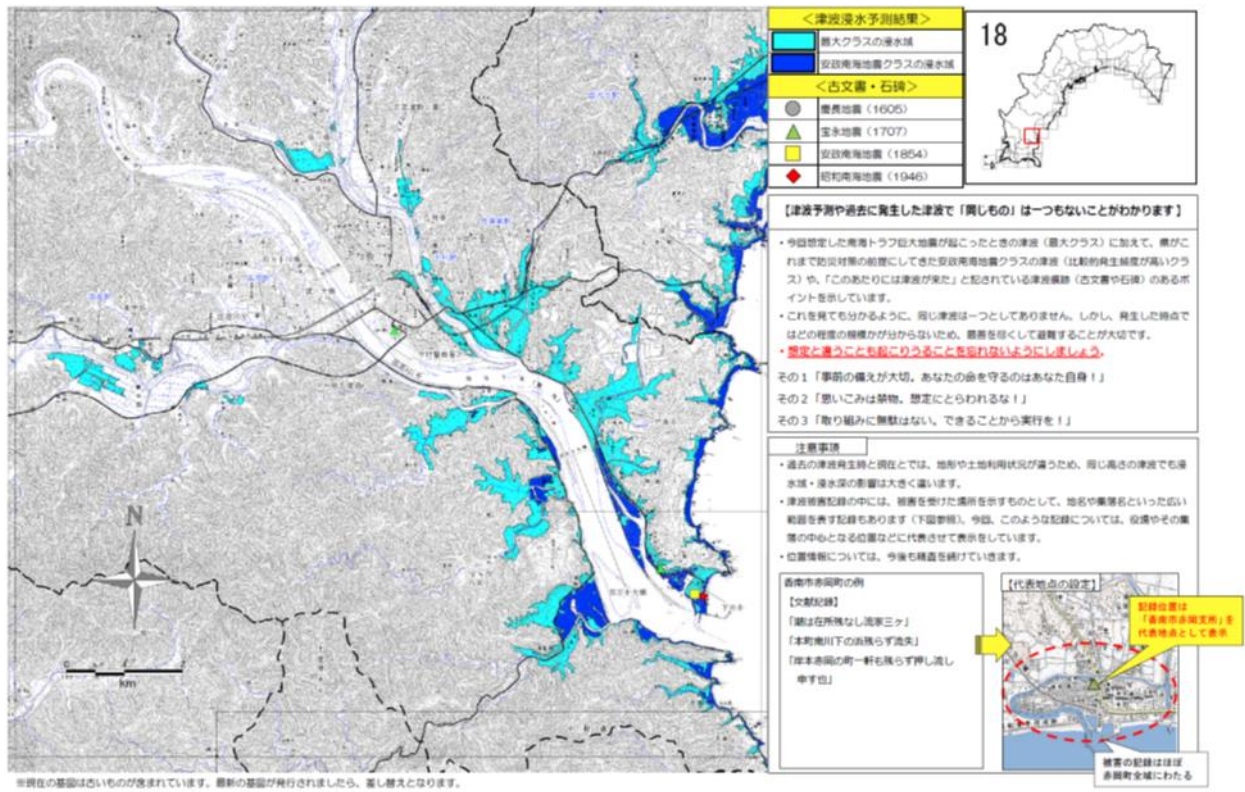 <津波浸水予測結果>
最大クラスの浸水域
安政南海地震クラスの浸水域
<古文書・石碑>
慶長地震(1605)
宝永地震(1707)
安政南海地震(1854)
昭和南海地震(1946)
18
【津波予測や過去に発生した津波で「同じもの」は一つもないことがわかります】
・今回想定した南海トラフ巨大地震が起こったときの津波(最大クラス)に加えて、県がこ
れまで防災対策の前提にしてきた安政南海地震クラスの津波(比較的発生頻度が高いクラ
ス)や、「このあたりには津波が来た」と記されている津波痕跡(古文書や石碑)のあるポ
イントを示しています。
・これを見ても分かるように、同じ津波は一つとしてありません。しかし、発生した時点で
はどの程度の規模かが分からないため、最善を尽くして避難することが大切です。
・想定と違うことも起こりうることを忘れないようにしましょう。
その1「事前の備えが大切。あなたの命を守るのはあなた自身!」
その2「思いこみは禁物。想定にとらわれるな!」
その3「取り組みに無駄はない。できることから実行を!」
注意事項
・過去の津波発生時と現在とでは、地形や土地利用状況が違うため、同じ高さの津波でも浸
水域・浸水深の影響は大きく違います。
・津波被害記録の中には、被害を受けた場所を示すものとして、地名や集落名といった広い
範囲を表す記録もあります(下図参照)。今回、このような記録については、役場やその集
落の中心となる位置などに代表させて表示をしています。
・位置情報については、今後も精査を続けていきます。
香南市赤岡町の例
【文献記録】
「潮は在所残なし流家三ヶ」
「本町南川下の浜残らず流失」
「岸本赤岡の町一軒も残らず押し流し
申す也」
【代表地点の設定】
記録位置は
「香南市赤岡支所」を
代表地点として表示
被害の記録はほぼ
赤岡町全域にわたる
N
km
※現在の基図は古いものが含まれています。最新の基図が発行されましたら、差し替えとなります。